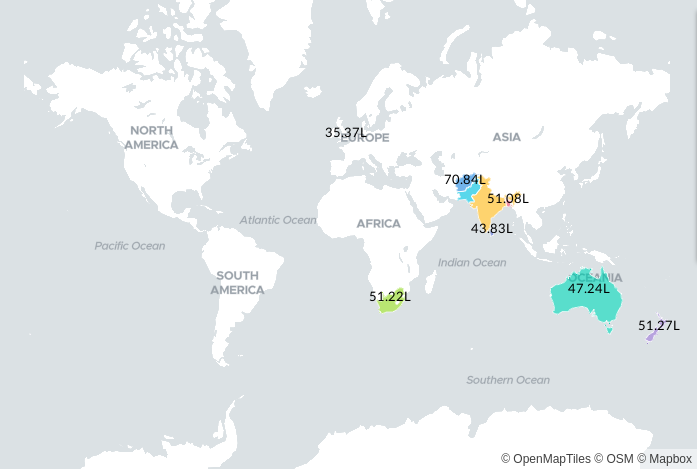 NORTH
AMERICA
35.37L
EUROPE
ASIA
70.84L
51.08L
Atlantic Ocean
AFRICA
43.83L
Pacific Ocean
Indian Ocean
SOUTH
AMERICA
OCEANIA
47.24L
51.22L
51.27L
Southern Ocean
© OpenMapTiles © OSM © Mapbox